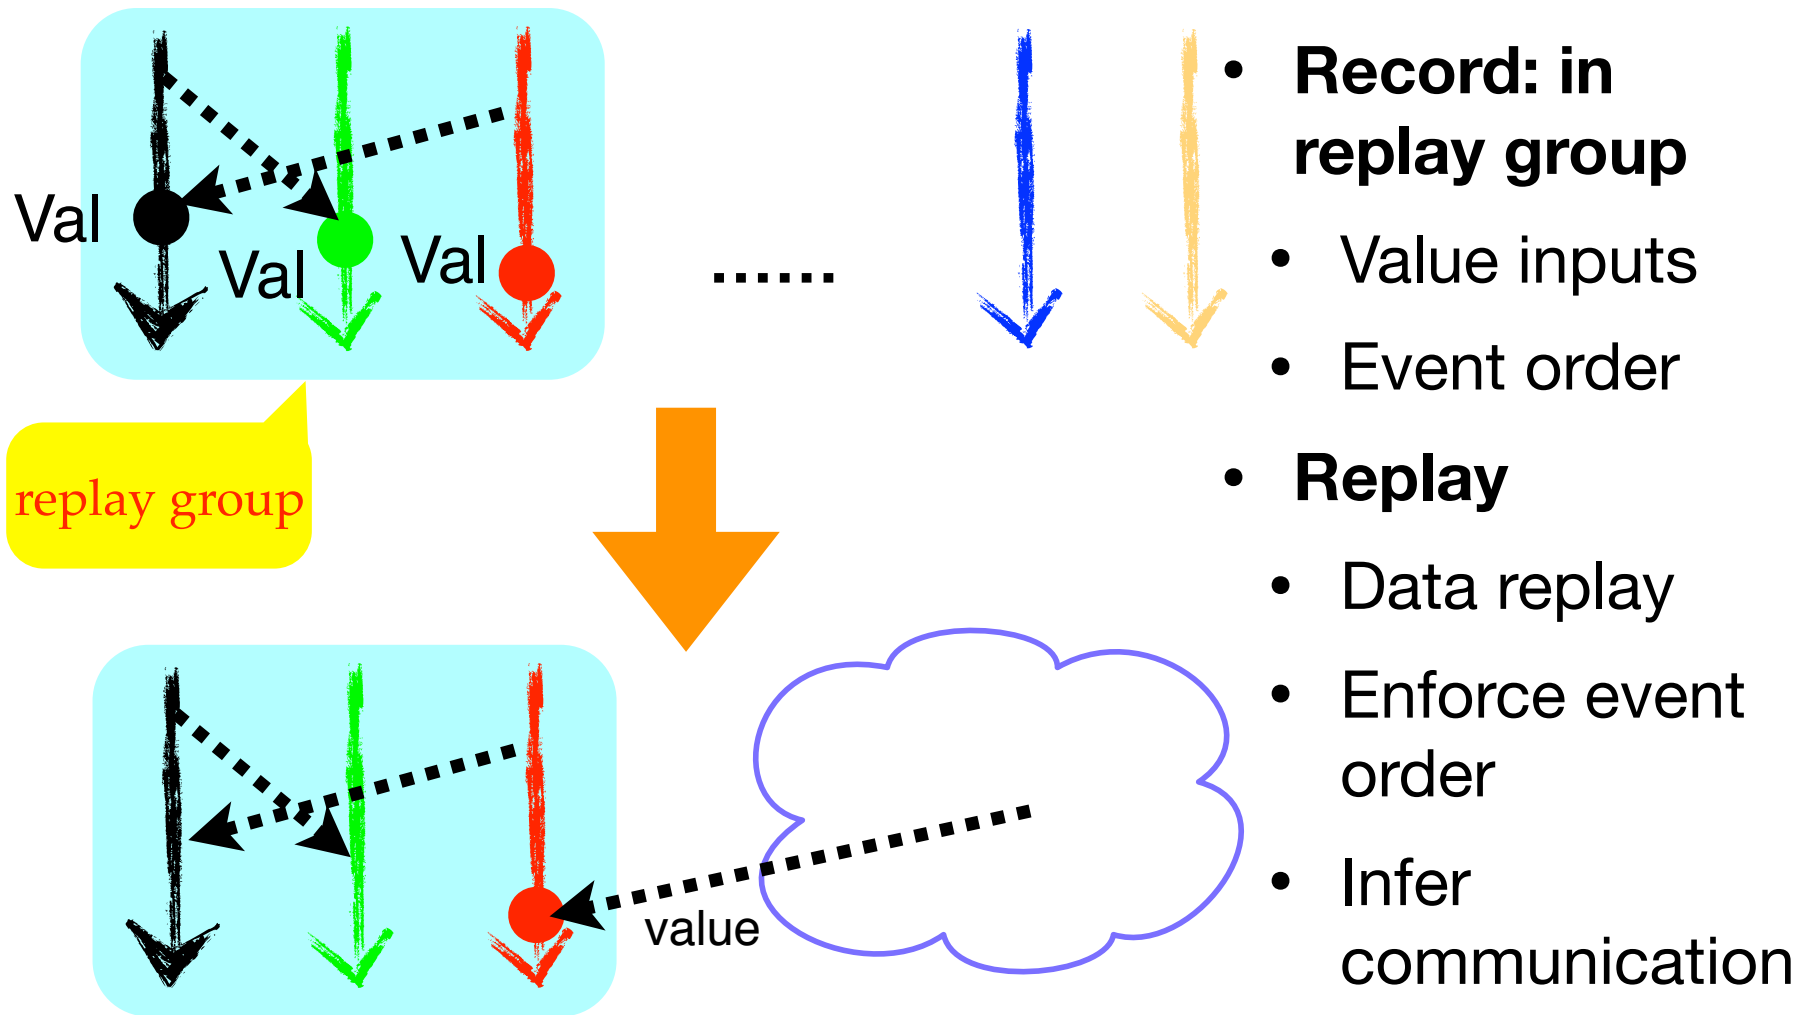 Val
Val
Val
......
replay group
value
• Record: in
replay group
• Value inputs
• Event order
• Replay
• Data replay
• Enforce event
order
• Infer
communication